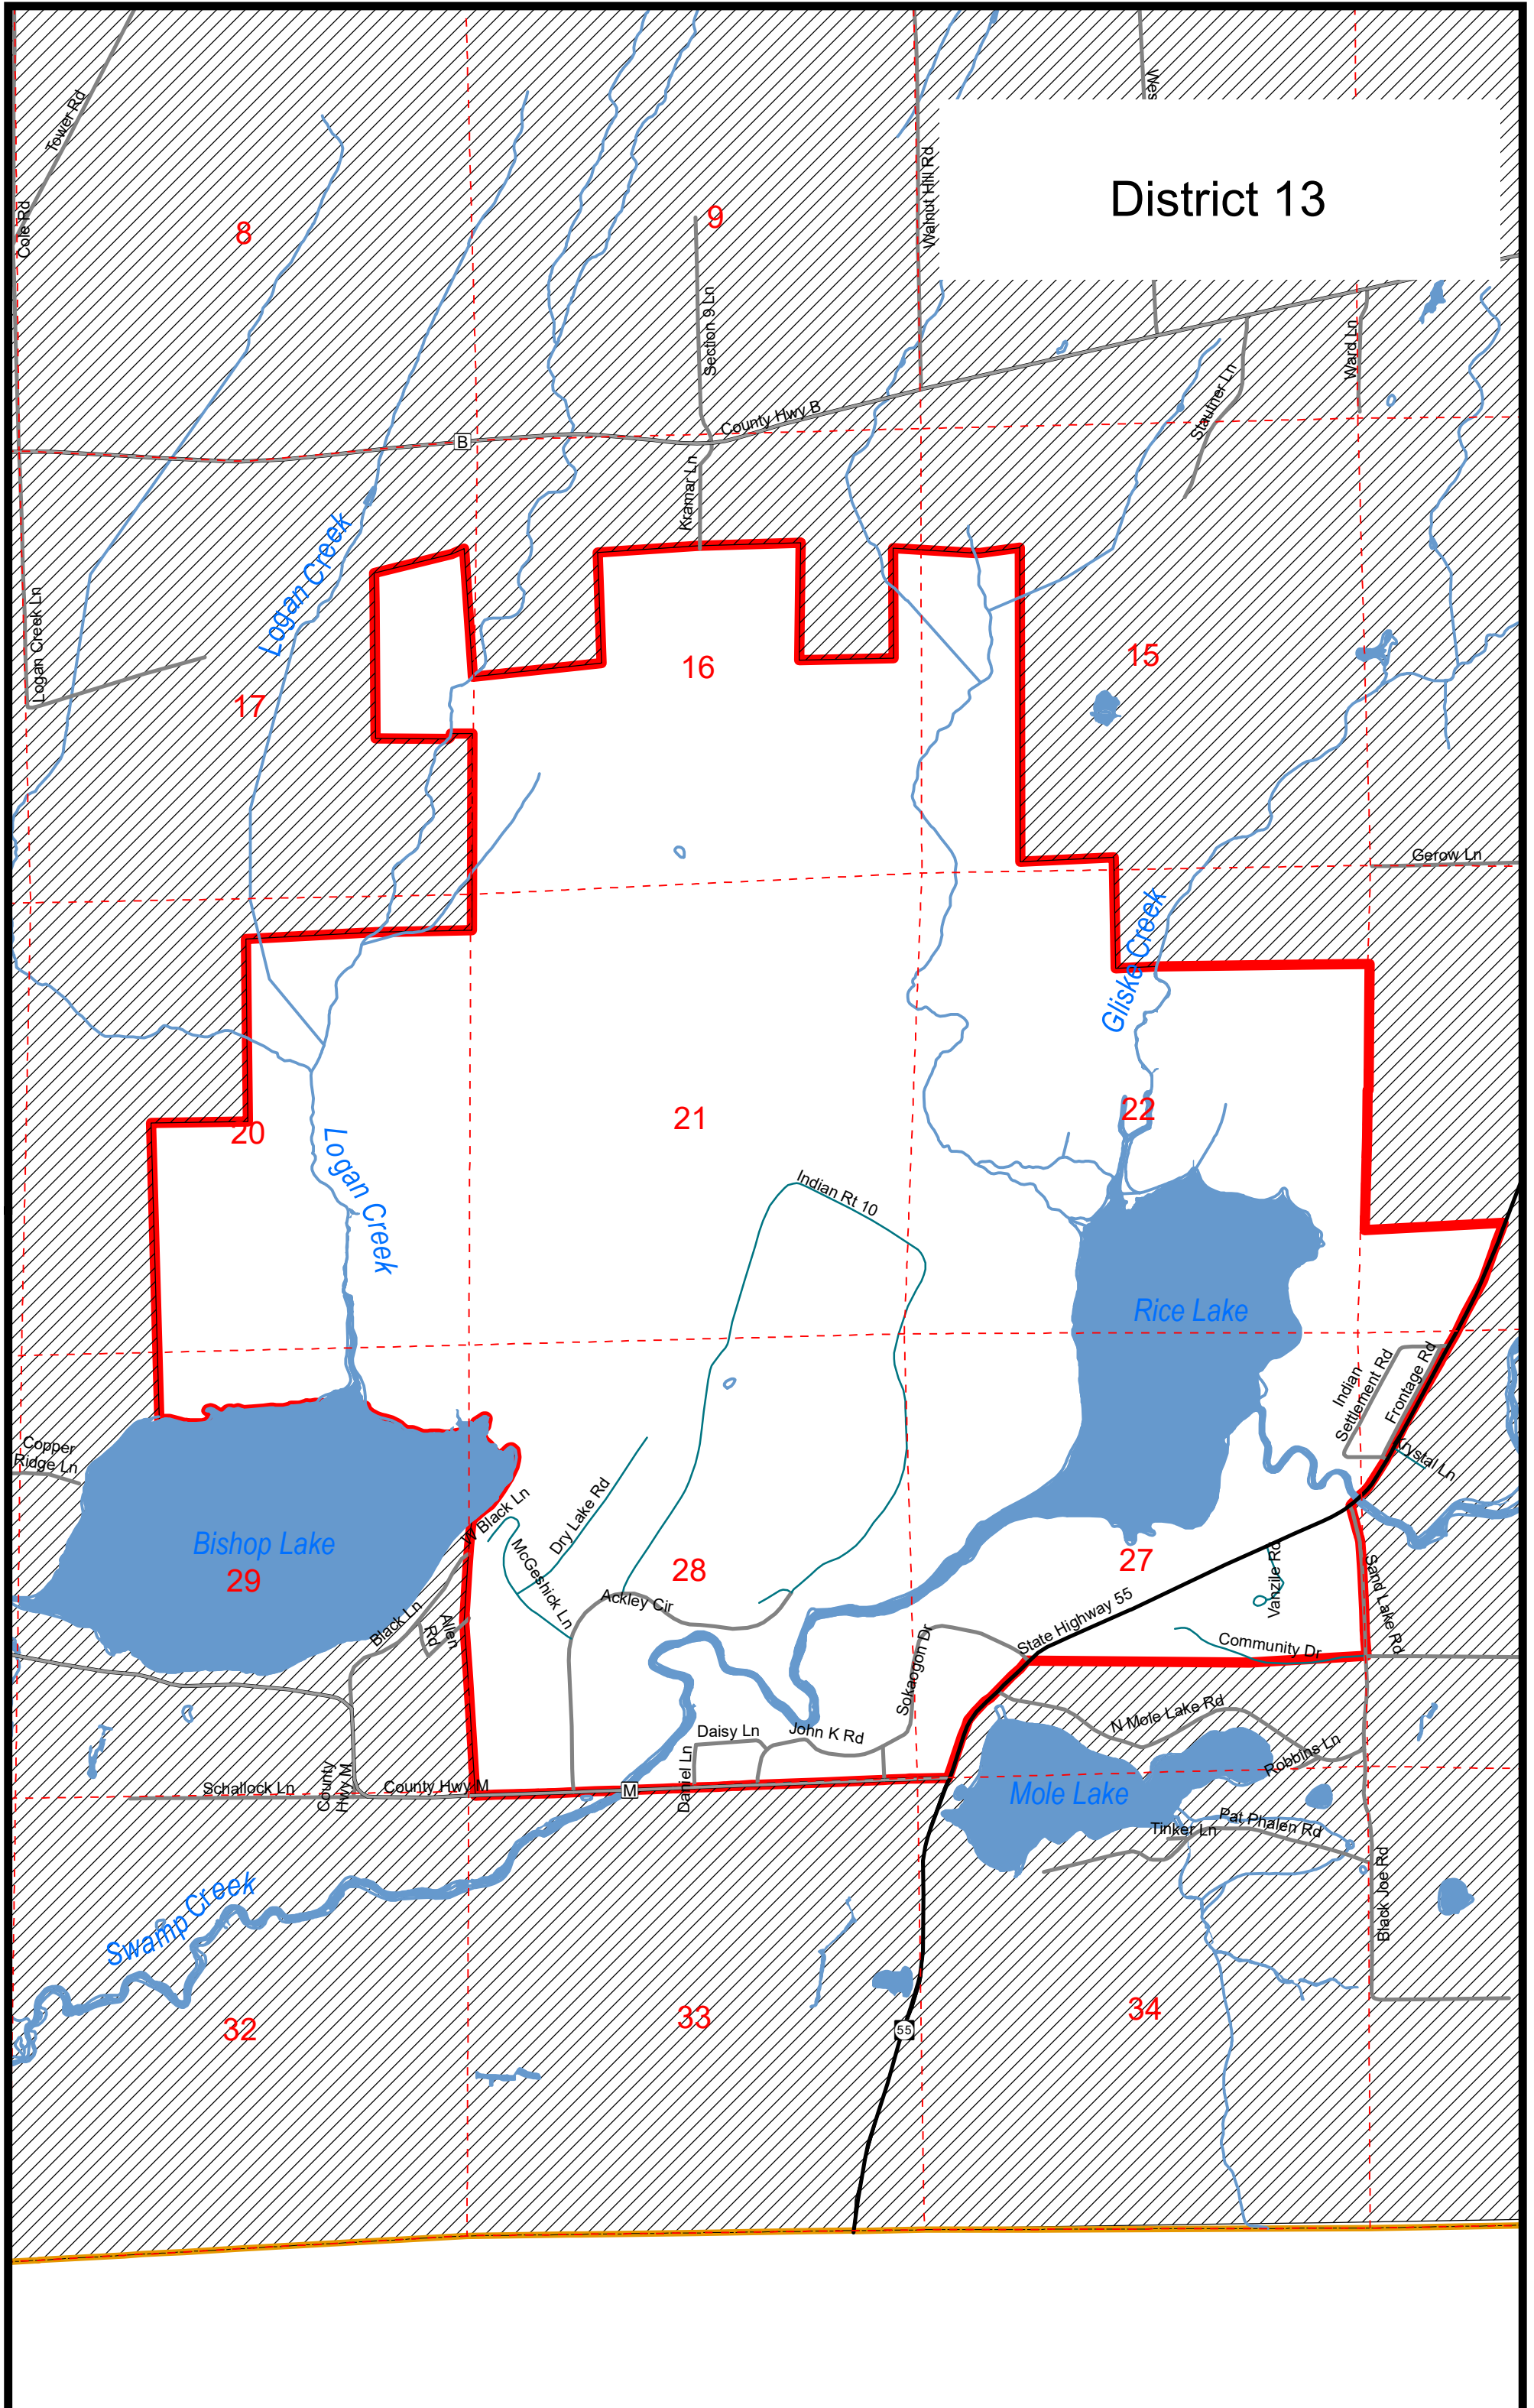 Tower Rd
Cole Rd
Wes
District 13
8
9
Walnut Hill Rd
Section 9 Ln
Ward Ln
Stautner Ln
County Hwy B
B
Kramar Ln
Logan Creek
Logan Creek Ln
17
16
15
Gerow Ln
Gliske Creek
20
21
22
Logan Creek
Indian Rt 10
Rice Lake
Indian
Settlement Rd
Frontage Rd
Krystal Ln
Copper
Ridge Ln
W Black Ln
Dry Lake Rd
McGeshick Ln
Bishop Lake
29
28
27
Ackley Cir
Vanzile Rd
Sand Lake Rd
Black Ln
Allen
Rd
State Highway 55
Community Dr
Sokaogon Dr
N Mole Lake Rd
Daisy Ln
John K Rd
Robbins Ln
Daniel Ln
Schallock Ln
County
Hwy M
County Hwy M
M
Mole Lake
Pat Phalen Rd
Tinker Ln
Black Joe Rd
Swamp Creek
32
33
34
55